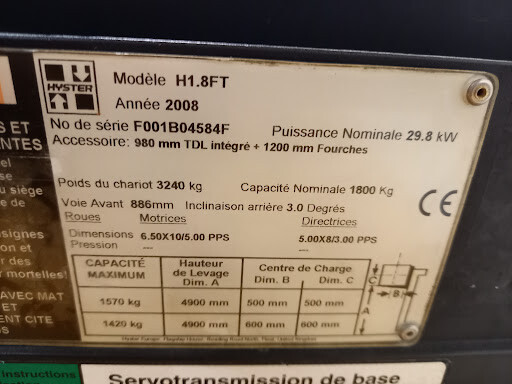 HYSTER
Modèle H1.8FT
Année 2008
No de série F001B04584F Puissance Nominale 29.8 kW
Accessoire: 980 mm TDL intégré + 1200 mm Fourches
Poids du chariot 3240 kg Capacité Nominale 1800 Kg
Voie Avant 886mm Inclinaison arrière 3.0 Degrés
Roues Motrices Directrices
Dimensions 6.50X10/5.00 PPS 5.00X8/3.00 PPS
Pression --- ---
CE
CAPACITÉ MAXIMUM Hauteur de Levage Dim. A Centre de Charge Dim. B Dim. C
1570 kg 4900 mm 500 mm 500 mm
1420 kg 4900 mm 600 mm 600 mm
C
B
A
S ET
ANTES
el
se
u siège
e de
nsignes
on et
r des
mortelles!
AVEC MAT
ET
ENT CITE
Instructions
Servotransmission de base